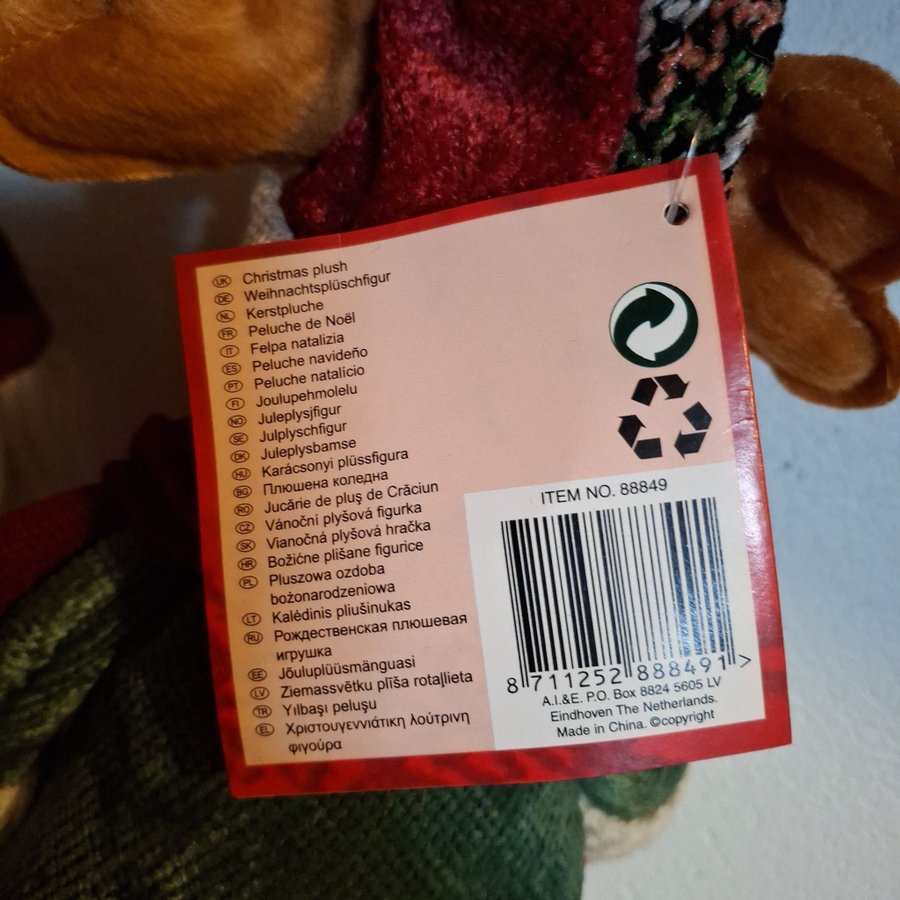 UK Christmas plush
DE Weihnachtsplüschfigur
NL Kerstpluche
FR Peluche de Noël
IT Felpa natalizia
ES Peluche navideño
PT Peluche natalício
FI Joulupehmolelu
NO Juleplysjfigur
SE Julplyschfigur
DK Juleplysbamse
HU Karácsonyi plüssfigura
BG Плюшена коледна
RO Jucărie de pluş de Crăciun
CZ Vánoční plyšová figurka
SK Vianočná plyšová hračka
HR Božićne plišane figurice
PL Pluszowa ozdoba
bożonarodzeniowa
LT Kalėdinis pliušinukas
RU Рождественская плюшевая
игрушка
EE Jõuluplüüsmänguasi
LV Ziemassvētku plīša rotaļlieta
TR Yılbaşı peluşu
EL Χριστουγεννιάτικη λούτρινη
φιγούρα
ITEM NO. 88849
8 711252 888491 >
A.I.&E. P.O. Box 8824 5605 LV
Eindhoven The Netherlands.
Made in China. ©copyright